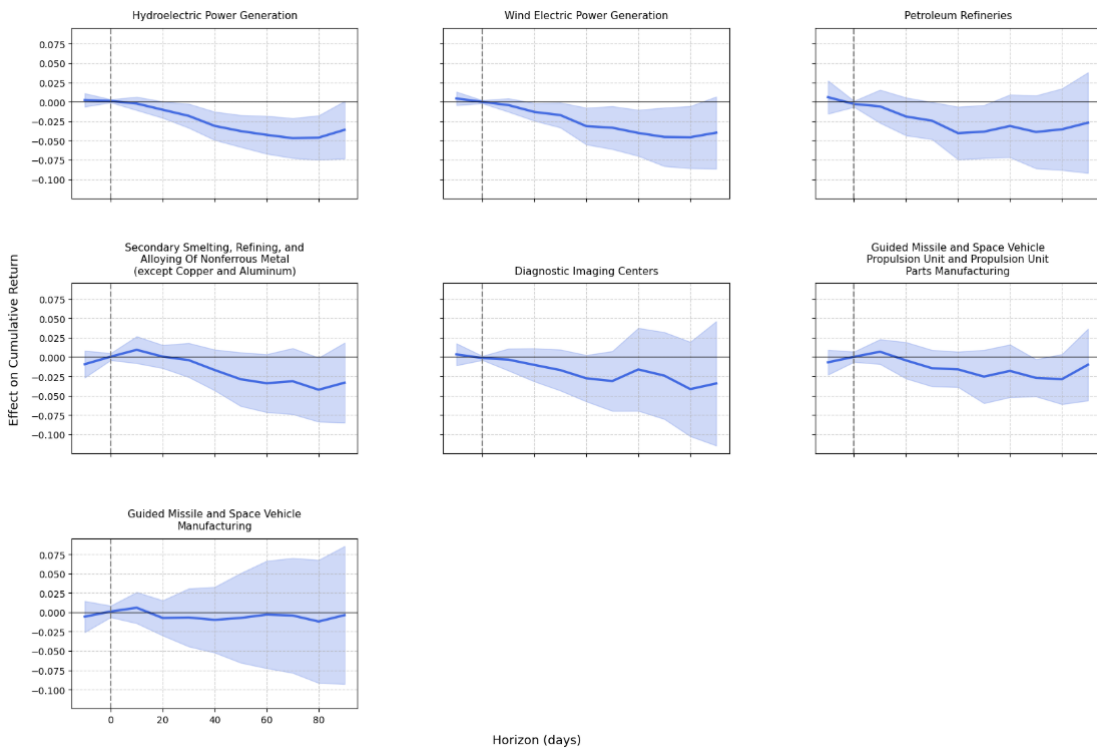 Hydroelectric Power Generation
Wind Electric Power Generation
Petroleum Refineries
0.075
0.050
0.025
0.000
−0.025
−0.050
−0.075
−0.100
Secondary Smelting, Refining, and
Alloying Of Nonferrous Metal
(except Copper and Aluminum)
Diagnostic Imaging Centers
Guided Missile and Space Vehicle
Propulsion Unit and Propulsion Unit
Parts Manufacturing
Effect on Cumulative Return
0.075
0.050
0.025
0.000
−0.025
−0.050
−0.075
−0.100
Guided Missile and Space Vehicle
Manufacturing
0.075
0.050
0.025
0.000
−0.025
−0.050
−0.075
−0.100
0 20 40 60 80
Horizon (days)